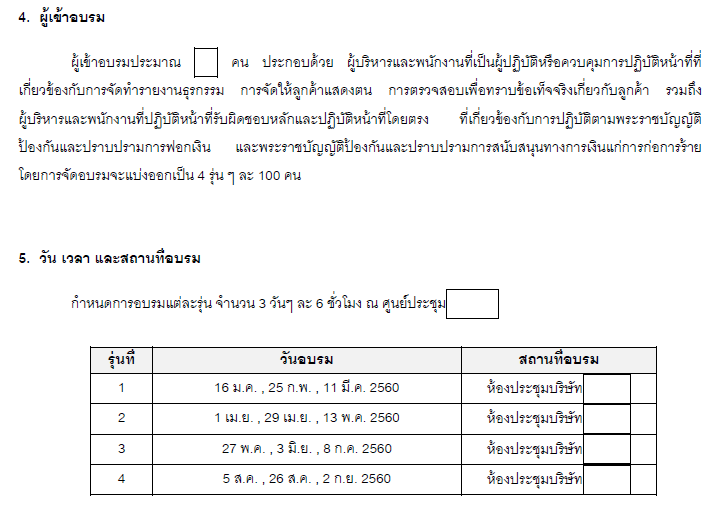 4. ผู้เข้าอบรม
ผู้เข้าอบรมประมาณ คน ประกอบด้วย ผู้บริหารและพนักงานที่เป็นผู้ปฏิบัติหรือควบคุมการปฏิบัติหน้าที่ที่
เกี่ยวข้องกับการจัดทำรายงานธุรกรรม การจัดให้ลูกค้าแสดงตน การตรวจสอบเพื่อทราบข้อเท็จจริงเกี่ยวกับลูกค้า รวมถึง
ผู้บริหารและพนักงานที่ปฏิบัติหน้าที่รับผิดชอบหลักและปฏิบัติหน้าที่โดยตรง ที่เกี่ยวข้องกับการปฏิบัติตามพระราชบัญญัติ
ป้องกันและปราบปรามการฟอกเงิน และพระราชบัญญัติป้องกันและปราบปรามการสนับสนุนทางการเงินแก่การก่อการร้าย
โดยการจัดอบรมจะแบ่งออกเป็น 4 รุ่น ๆ ละ 100 คน
5. วัน เวลา และสถานที่อบรม
กำหนดการอบรมแต่ละรุ่น จำนวน 3 วันๆ ละ 6 ชั่วโมง ณ ศูนย์ประชุม
รุ่นที่ วันอบรม สถานที่อบรม
1 16 ม.ค. , 25 ก.พ. , 11 มี.ค. 2560 ห้องประชุมบริษัท
2 1 เม.ย. , 29 เม.ย. , 13 พ.ค. 2560 ห้องประชุมบริษัท
3 27 พ.ค. , 3 มิ.ย. , 8 ก.ค. 2560 ห้องประชุมบริษัท
4 5 ส.ค. , 26 ส.ค. , 2 ก.ย. 2560 ห้องประชุมบริษัท